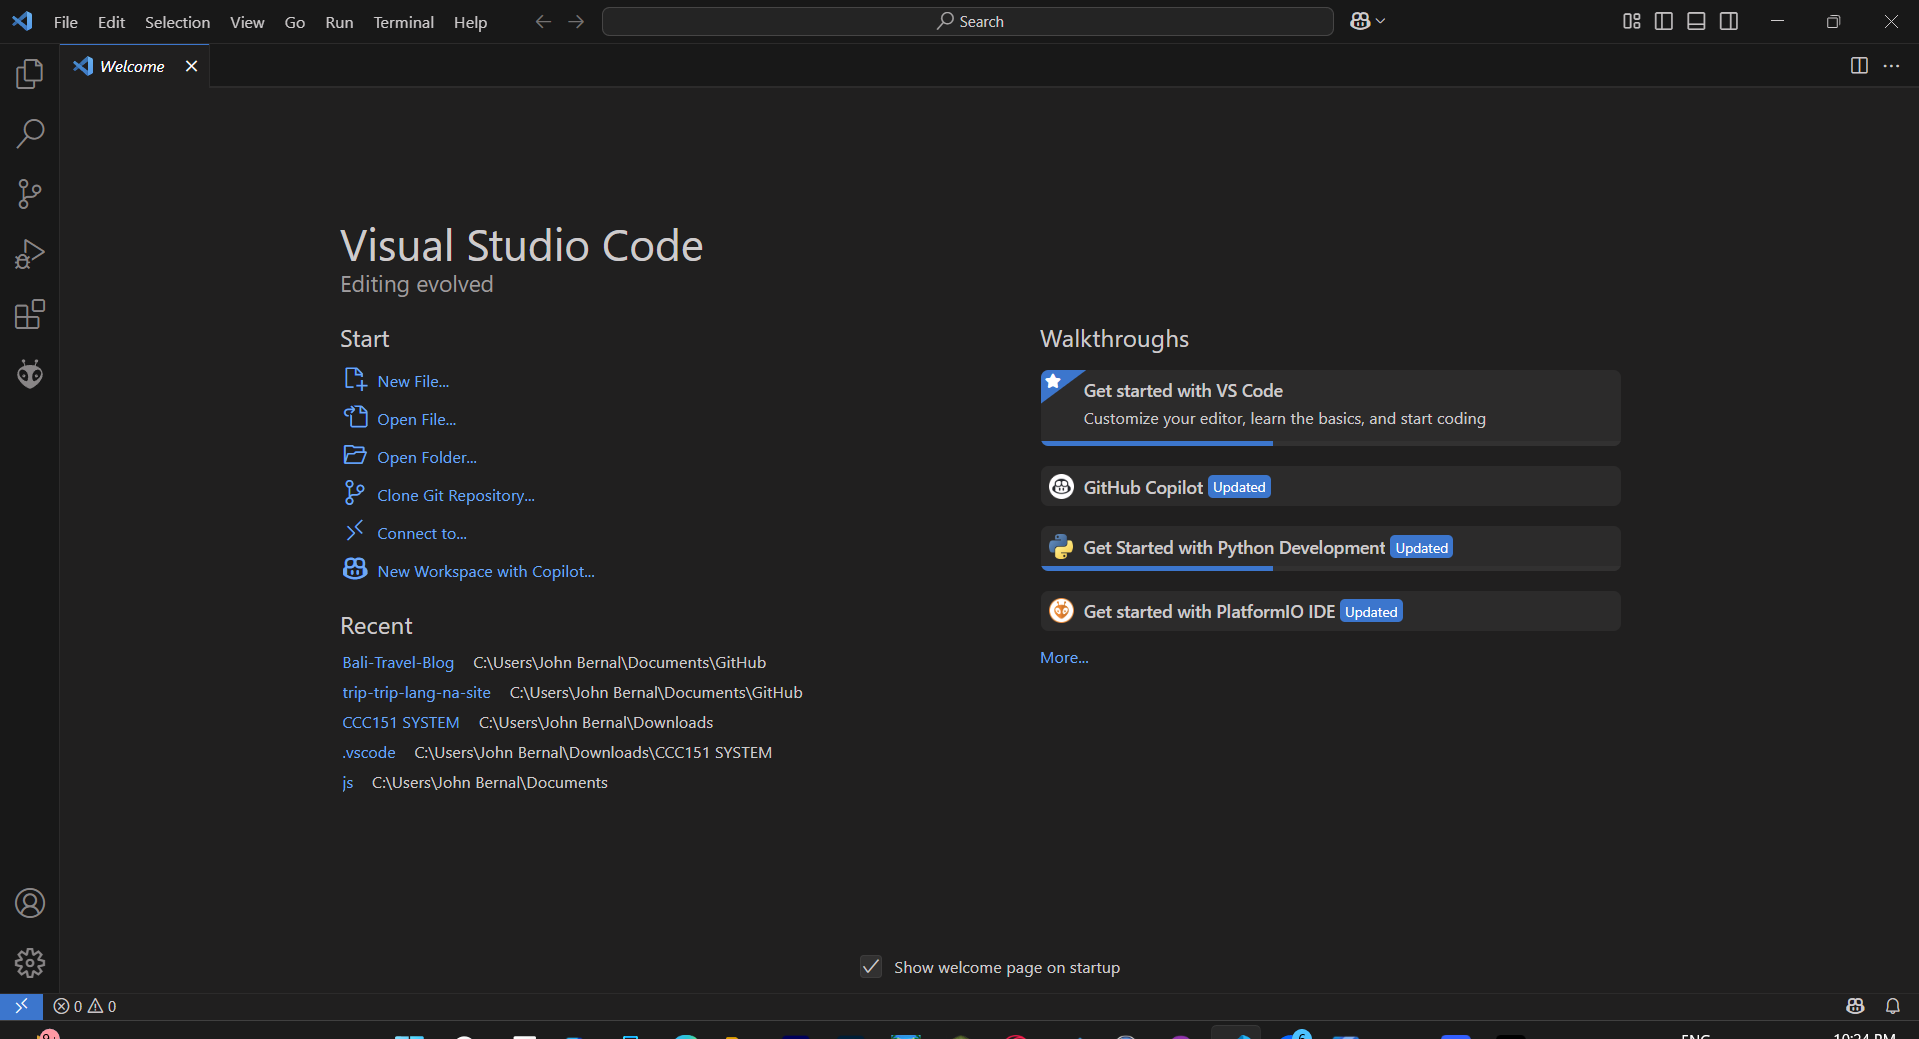 File Edit Selection View Go Run Terminal Help Search
Welcome
Visual Studio Code
Editing evolved
Start
New File...
Open File...
Open Folder...
Clone Git Repository...
Connect to...
New Workspace with Copilot...
Recent
Bali-Travel-Blog C:\Users\John Bernal\Documents\GitHub
trip-trip-lang-na-site C:\Users\John Bernal\Documents\GitHub
CCC151 SYSTEM C:\Users\John Bernal\Downloads
.vscode C:\Users\John Bernal\Downloads\CCC151 SYSTEM
js C:\Users\John Bernal\Documents
Walkthroughs
Get started with VS Code
Customize your editor, learn the basics, and start coding
GitHub Copilot Updated
Get Started with Python Development Updated
Get started with PlatformIO IDE Updated
More...
Show welcome page on startup
0 0
ENG 10:34 PM